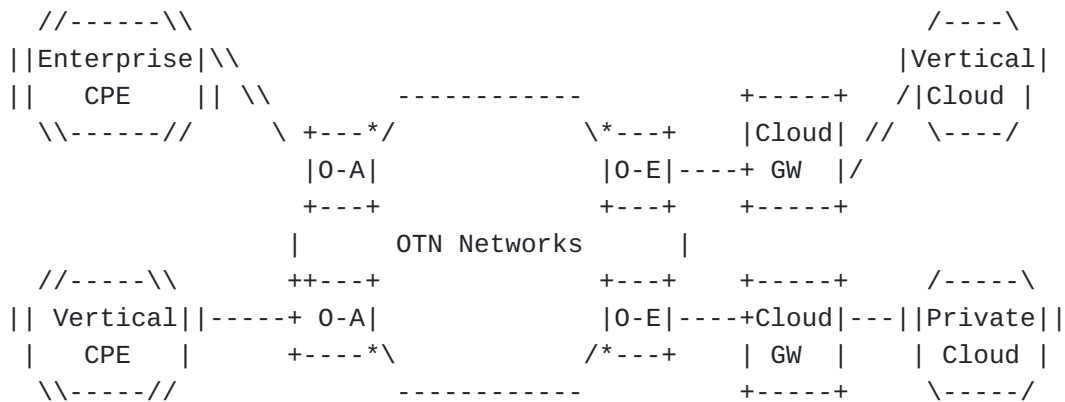 //------\\                                                /----\
||Enterprise|\\                                           |Vertical|
||   CPE    || \\        ------------          +-----+   /|Cloud |
  \\------//     \ +---*/            \*---+    |Cloud| //  \----/
                   |O-A|              |O-E|----+ GW  |/
                   +---+              +---+    +-----+
                  |      OTN Networks      |
  //-----\\       ++---+              +---+    +-----+     /-----\
|| Vertical||-----+ O-A|              |O-E|----+Cloud|---||Private||
 |   CPE    |     +----*\            /*---+    | GW  |    | Cloud |
  \\-----//              ------------          +-----+     \-----/